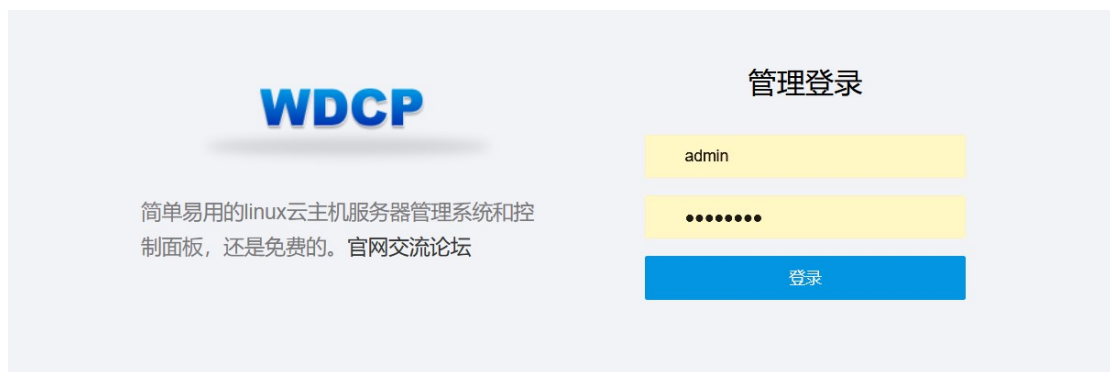 WDCP
简单易用的linux云主机服务器管理系统和控
制面板，还是免费的。官网交流论坛
管理登录
admin
••••••••
登录